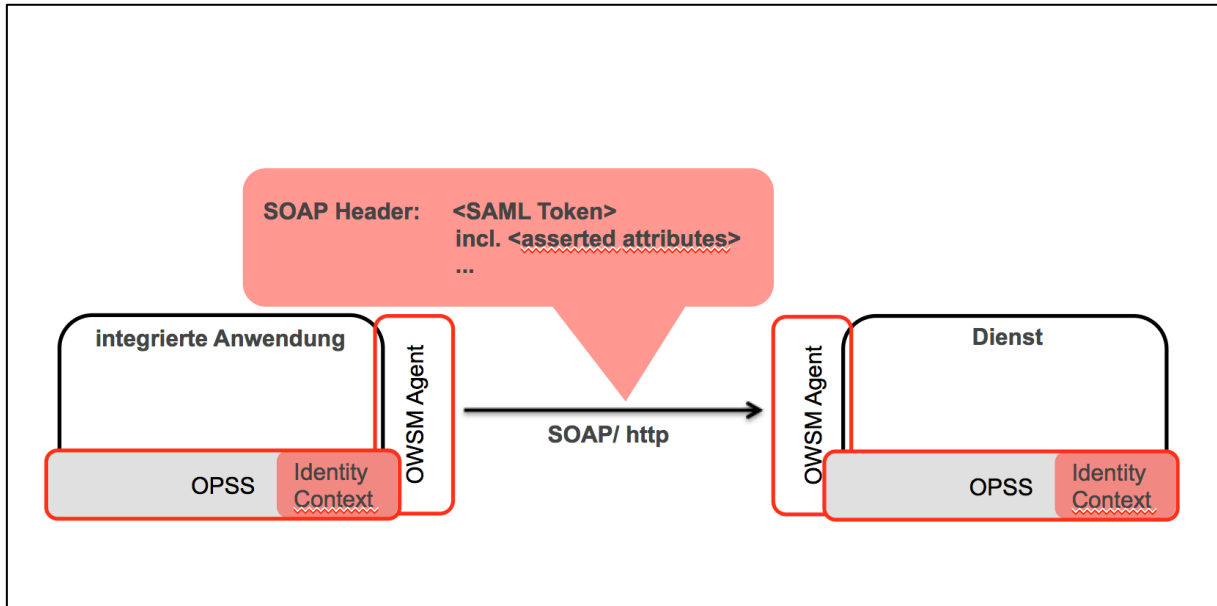 SOAP Header: <SAML Token>
incl. <asserted attributes>
...
integrierte Anwendung
OWSM Agent
OPSS
Identity
Context
SOAP/ http
OWSM Agent
Dienst
OPSS
Identity
Context